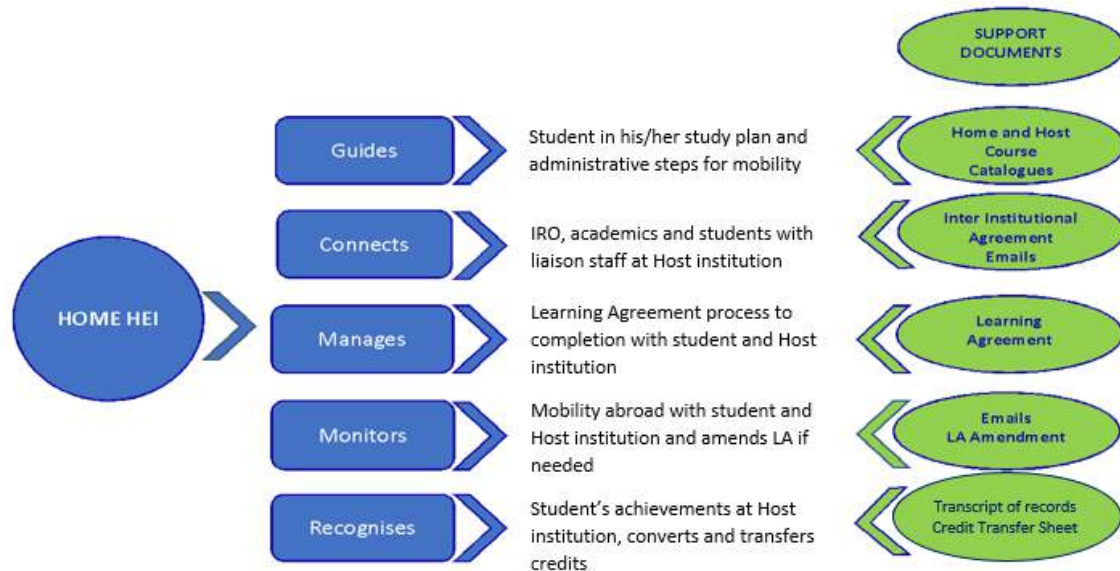 SUPPORT
DOCUMENTS
Guides
Student in his/her study plan and
administrative steps for mobility
Home and Host
Course
Catalogues
Connects
IRO, academics and students with
liaison staff at Host institution
Inter Institutional
Agreement
Emails
HOME HEI
Manages
Learning Agreement process to
completion with student and Host
institution
Learning
Agreement
Monitors
Mobility abroad with student and
Host institution and amends LA if
needed
Emails
LA Amendment
Recognises
Student’s achievements at Host
institution, converts and transfers
credits
Transcript of records
Credit Transfer Sheet